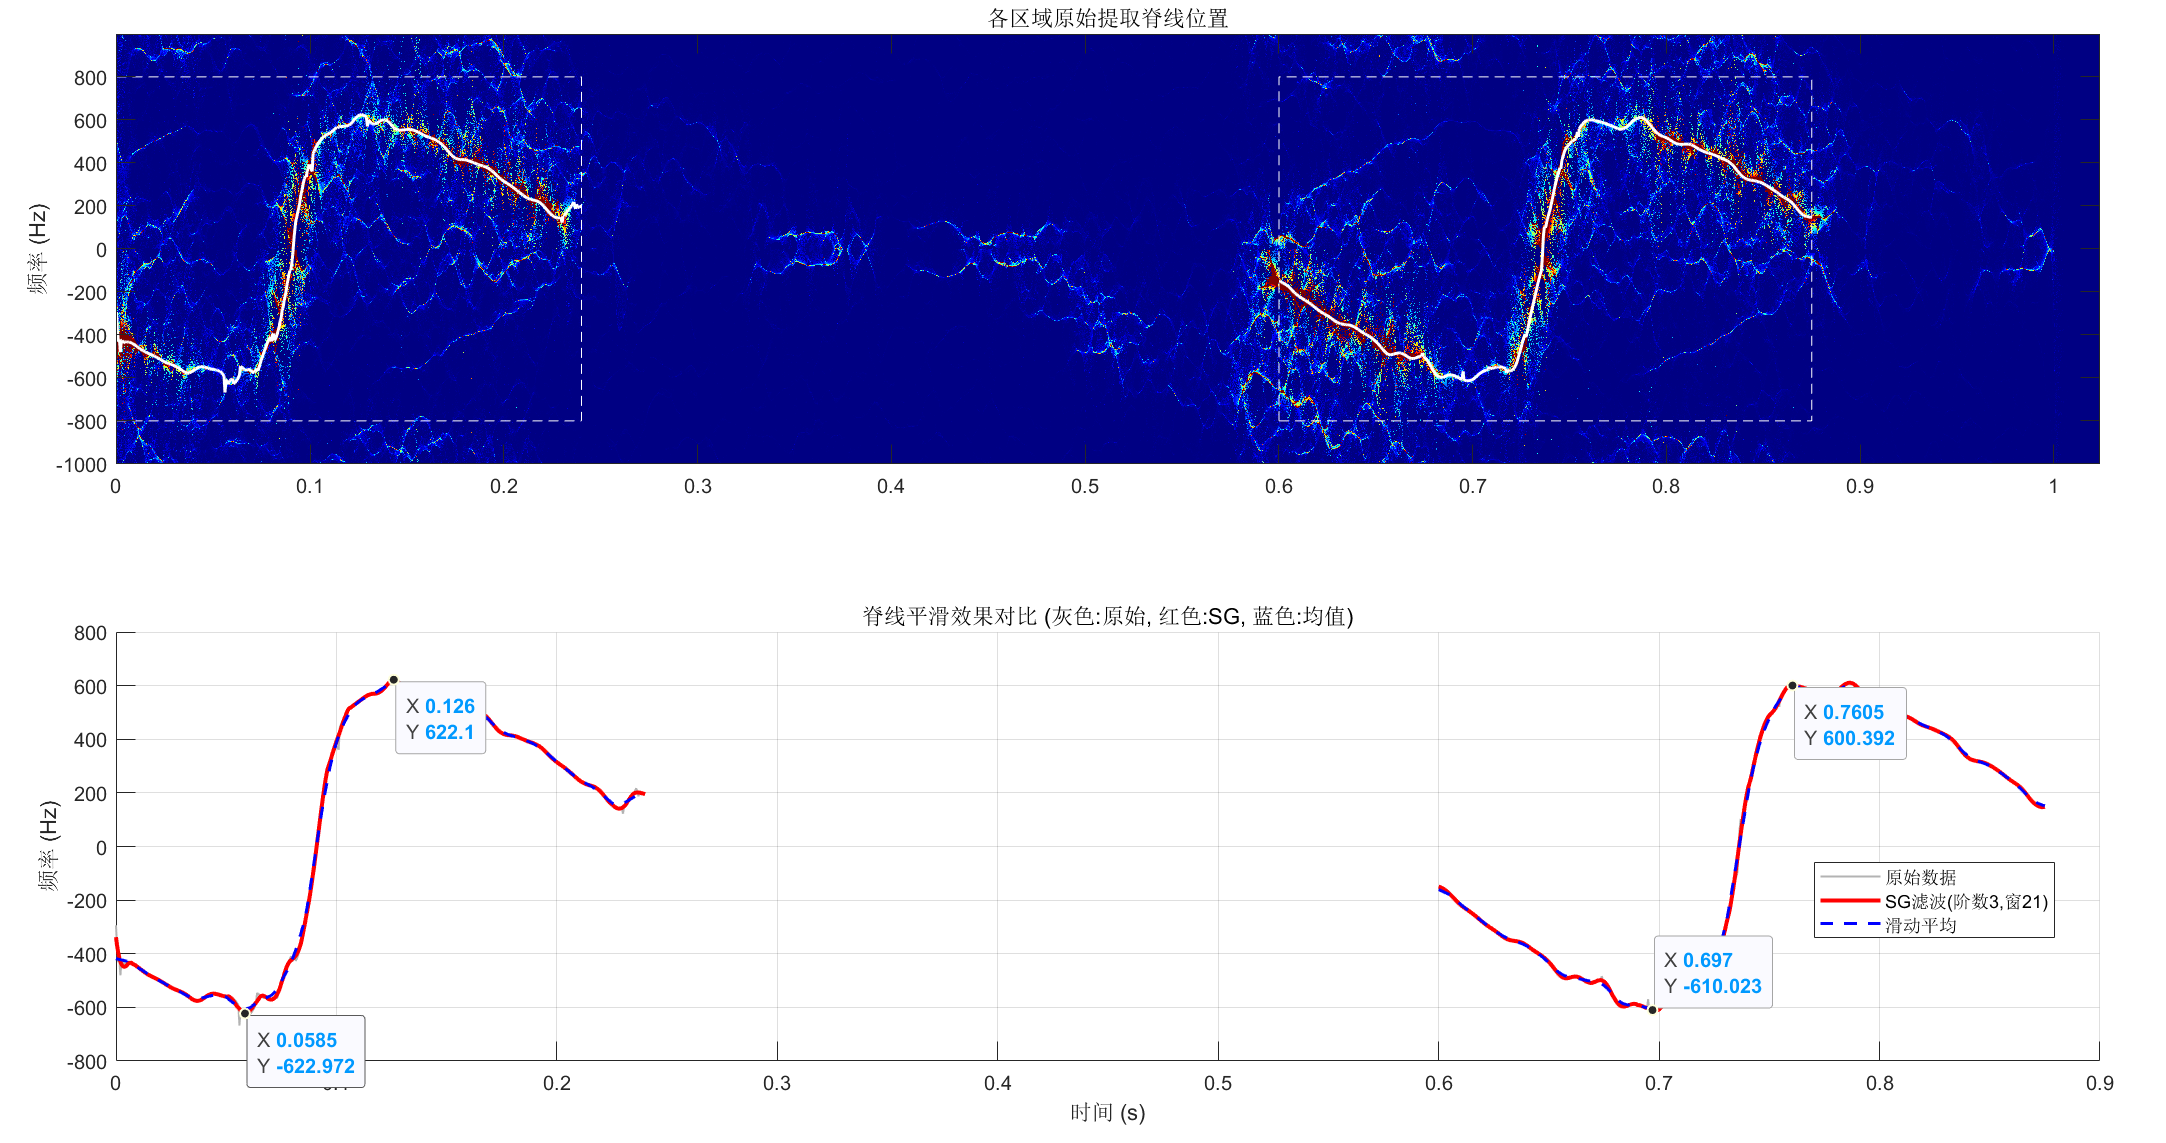 各区域原始提取脊线位置
800
600
400
200
0
-200
-400
-600
-800
-1000
频率 (Hz)
0 0.1 0.2 0.3 0.4 0.5 0.6 0.7 0.8 0.9 1
脊线平滑效果对比 (灰色:原始, 红色:SG, 蓝色:均值)
800
600
400
200
0
-200
-400
-600
-800
频率 (Hz)
X 0.126
Y 622.1
X 0.7605
Y 600.392
原始数据
SG滤波(阶数3,窗21)
滑动平均
X 0.697
Y -610.023
X 0.0585
Y -622.972
0 0.2 0.3 0.4 0.5 0.6 0.7 0.8 0.9
时间 (s)